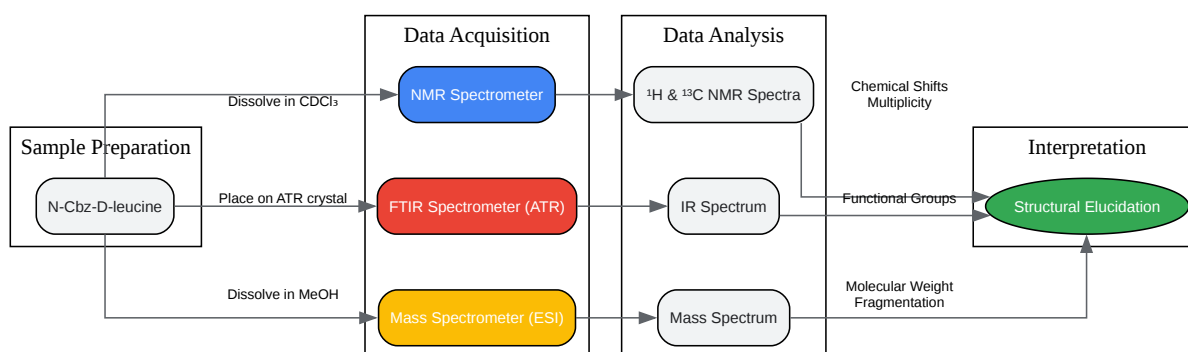 Sample Preparation
N-Cbz-D-leucine
Dissolve in CDCl₃
Place on ATR crystal
Dissolve in MeOH
Data Acquisition
NMR Spectrometer
FTIR Spectrometer (ATR)
Mass Spectrometer (ESI)
Data Analysis
¹H & ¹³C NMR Spectra
IR Spectrum
Mass Spectrum
Chemical Shifts
Multiplicity
Functional Groups
Molecular Weight
Fragmentation
Interpretation
Structural Elucidation